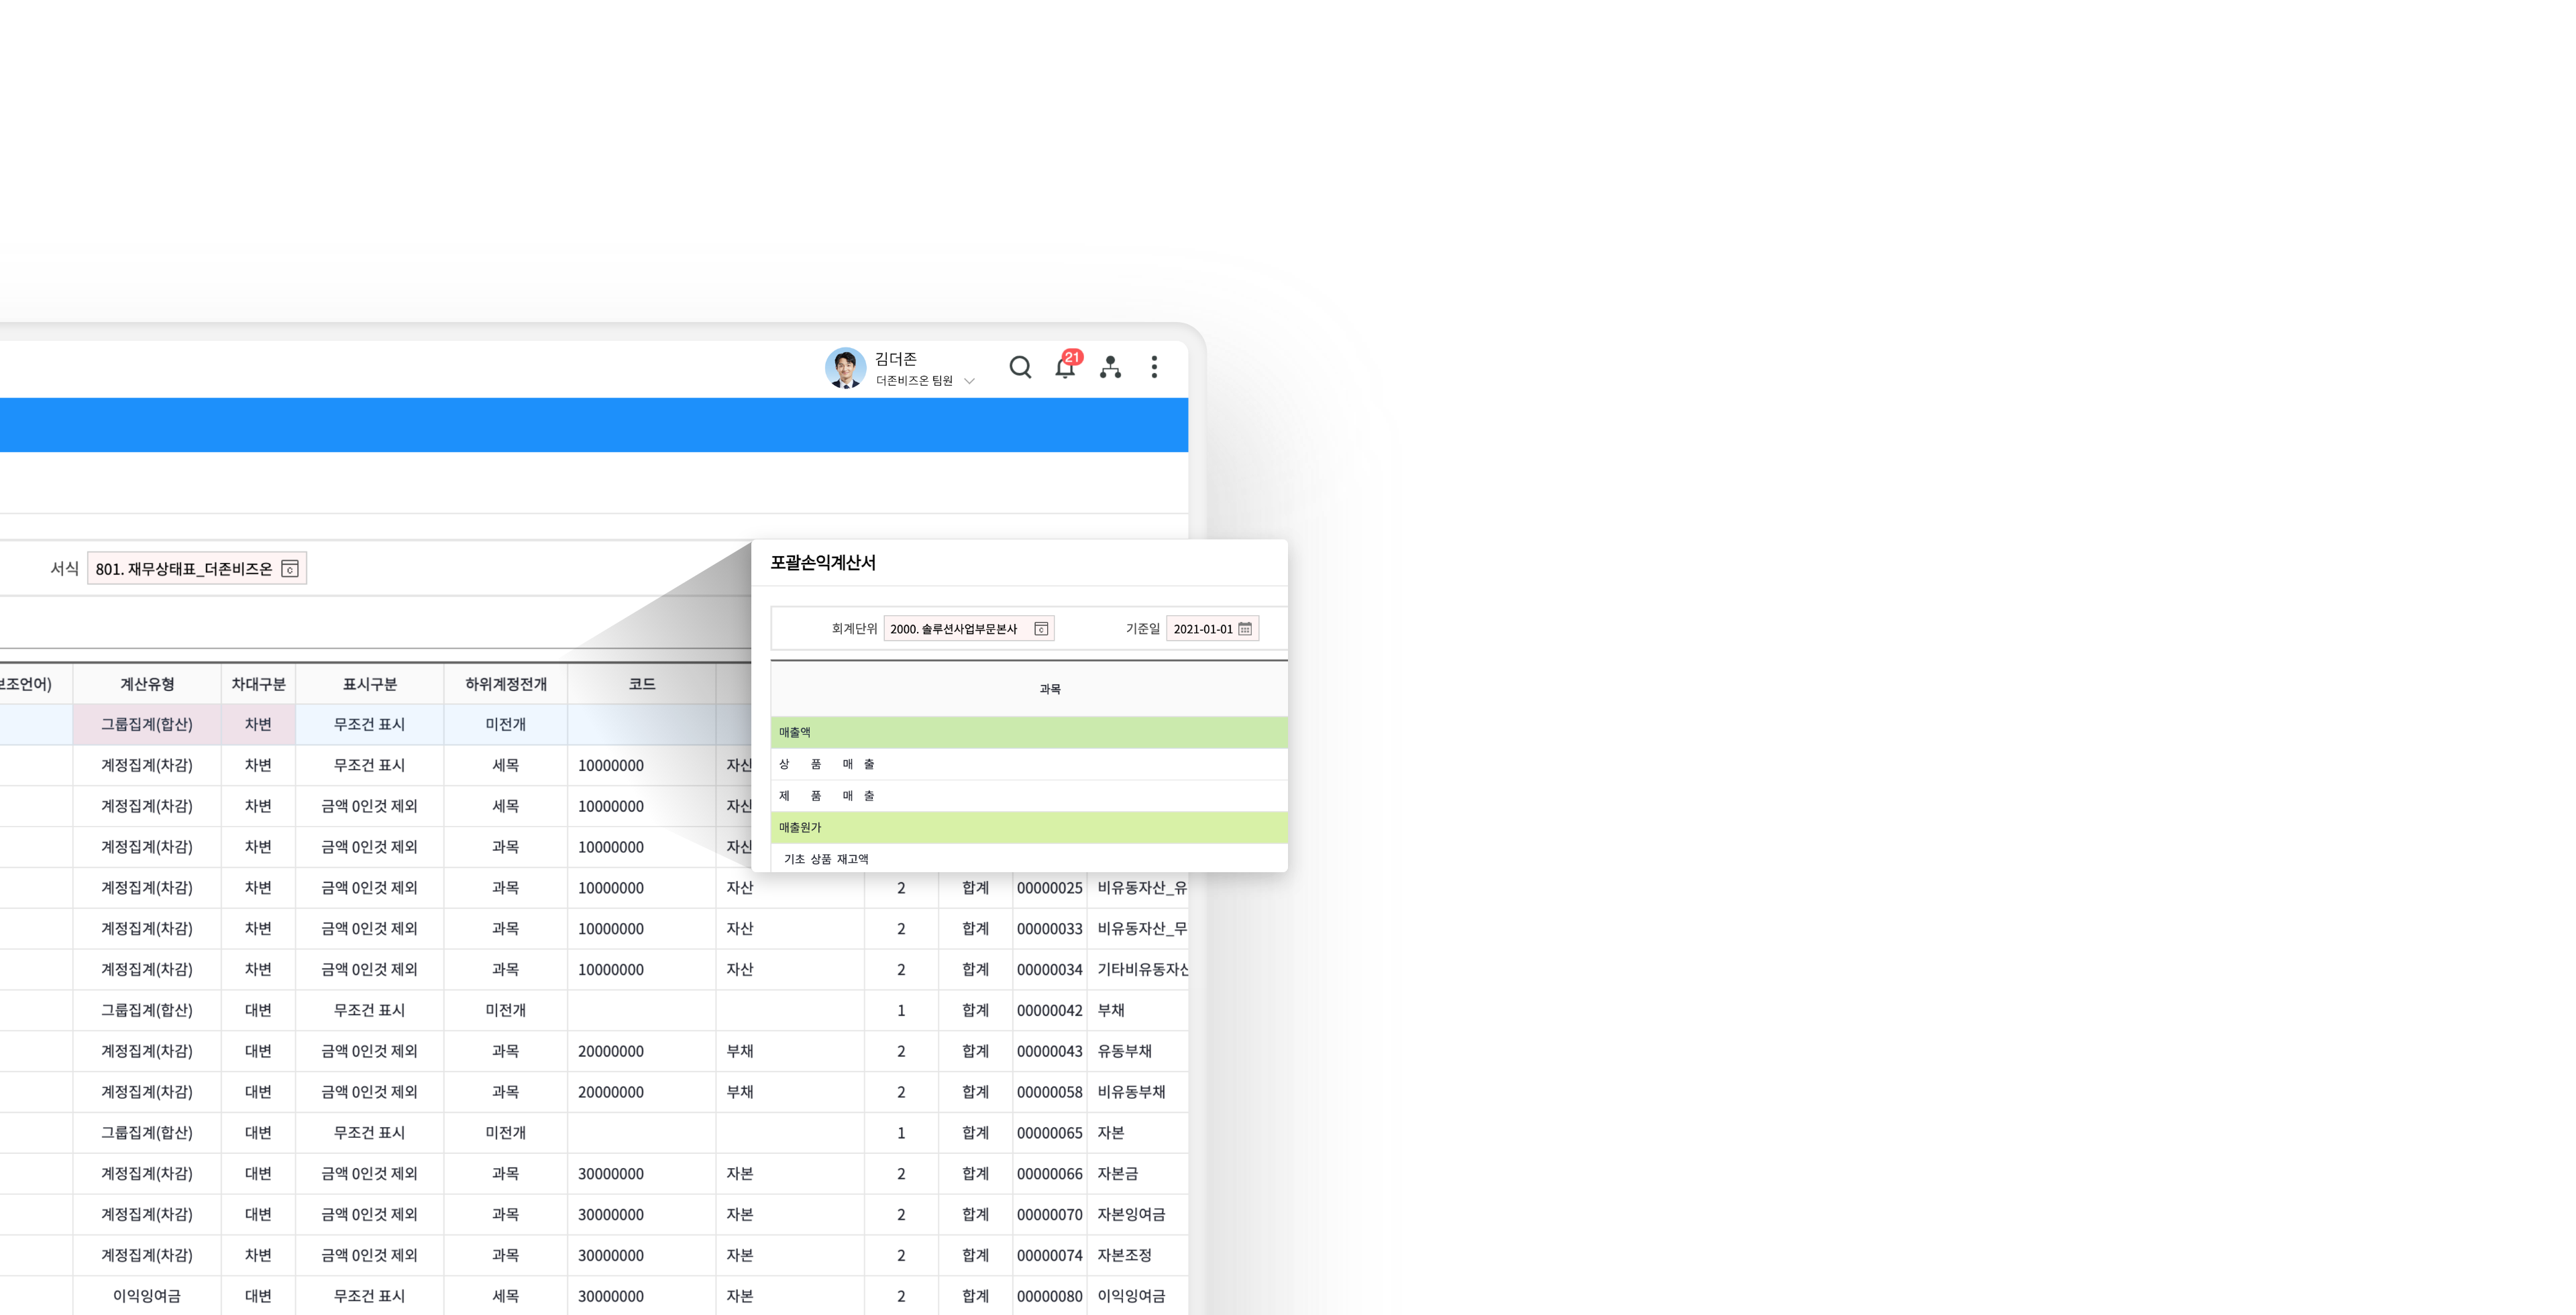 김더존
더존비즈온 팀원
21
서식 801. 재무상태표_더존비즈온
포괄손익계산서
회계단위 2000. 솔루션사업부문본사 기준일 2021-01-01
과목
매출액
상 품 매 출
제 품 매 출
매출원가
기초 상품 재고액
보조언어) 계산유형 차대구분 표시구분 하위계정전개 코드
그룹집계(합산) 차변 무조건 표시 미전개
계정집계(차감) 차변 무조건 표시 세목 10000000 자산
계정집계(차감) 차변 금액 0인것 제외 세목 10000000 자산
계정집계(차감) 차변 금액 0인것 제외 과목 10000000 자산
계정집계(차감) 차변 금액 0인것 제외 과목 10000000 자산 2 합계 00000025 비유동자산_유
계정집계(차감) 차변 금액 0인것 제외 과목 10000000 자산 2 합계 00000033 비유동자산_무
계정집계(차감) 차변 금액 0인것 제외 과목 10000000 자산 2 합계 00000034 기타비유동자산
그룹집계(합산) 대변 무조건 표시 미전개 1 합계 00000042 부채
계정집계(차감) 대변 금액 0인것 제외 과목 20000000 부채 2 합계 00000043 유동부채
계정집계(차감) 대변 금액 0인것 제외 과목 20000000 부채 2 합계 00000058 비유동부채
그룹집계(합산) 대변 무조건 표시 미전개 1 합계 00000065 자본
계정집계(차감) 대변 금액 0인것 제외 과목 30000000 자본 2 합계 00000066 자본금
계정집계(차감) 대변 금액 0인것 제외 과목 30000000 자본 2 합계 00000070 자본잉여금
계정집계(차감) 차변 금액 0인것 제외 과목 30000000 자본 2 합계 00000074 자본조정
이익잉여금 대변 무조건 표시 세목 30000000 자본 2 합계 00000080 이익잉여금